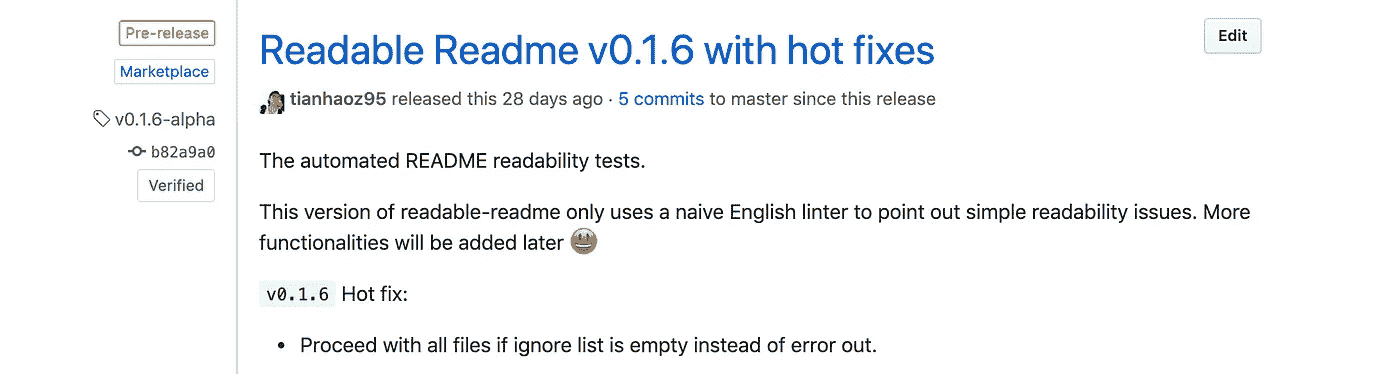 Pre-release
Marketplace
v0.1.6-alpha
b82a9a0
Verified
Readable Readme v0.1.6 with hot fixes
Edit
tianhaoz95 released this 28 days ago · 5 commits to master since this release
The automated README readability tests.
This version of readable-readme only uses a naive English linter to point out simple readability issues. More
functionalities will be added later 😃
v0.1.6 Hot fix:
• Proceed with all files if ignore list is empty instead of error out.